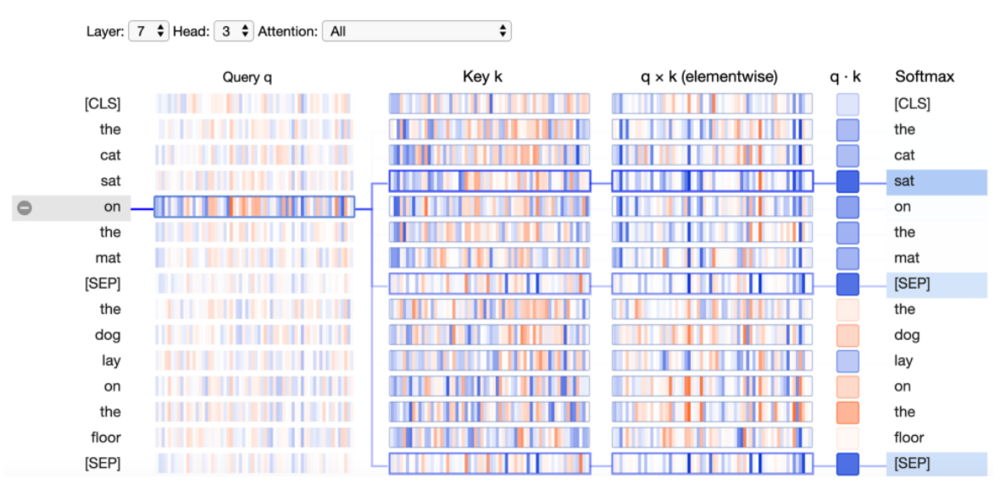 Layer: 7 Head: 3 Attention: All
Query q Key k q × k (elementwise) q · k Softmax
[CLS] [CLS]
the the
cat cat
sat sat
on on
the the
mat mat
[SEP] [SEP]
the the
dog dog
lay lay
on on
the the
floor floor
[SEP] [SEP]